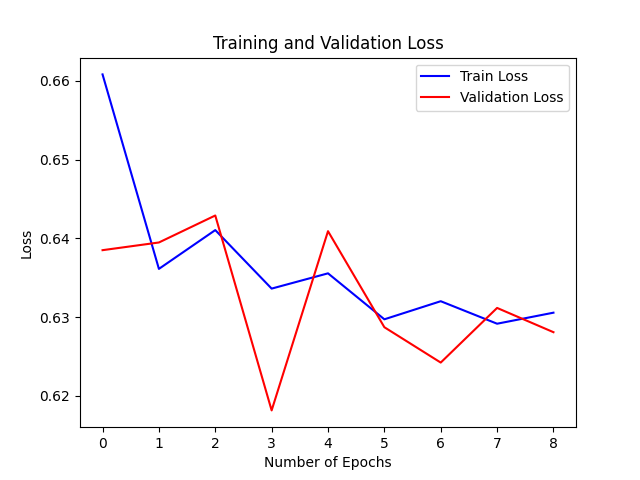 Training and Validation Loss
Train Loss
Validation Loss
0.66
0.65
0.64
0.63
0.62
Loss
0 1 2 3 4 5 6 7 8
Number of Epochs